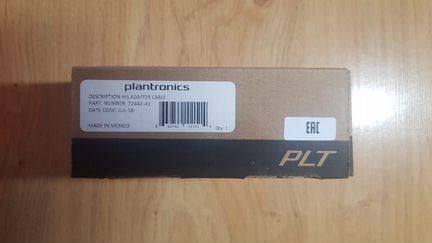 plantronics
DESCRIPTION: HIS, ADAPTER CABLE
PART NUMBER: 72442-41
DATE CODE: JUL-18
MADE IN MEXICO
Qty. 1
EAC
PLT